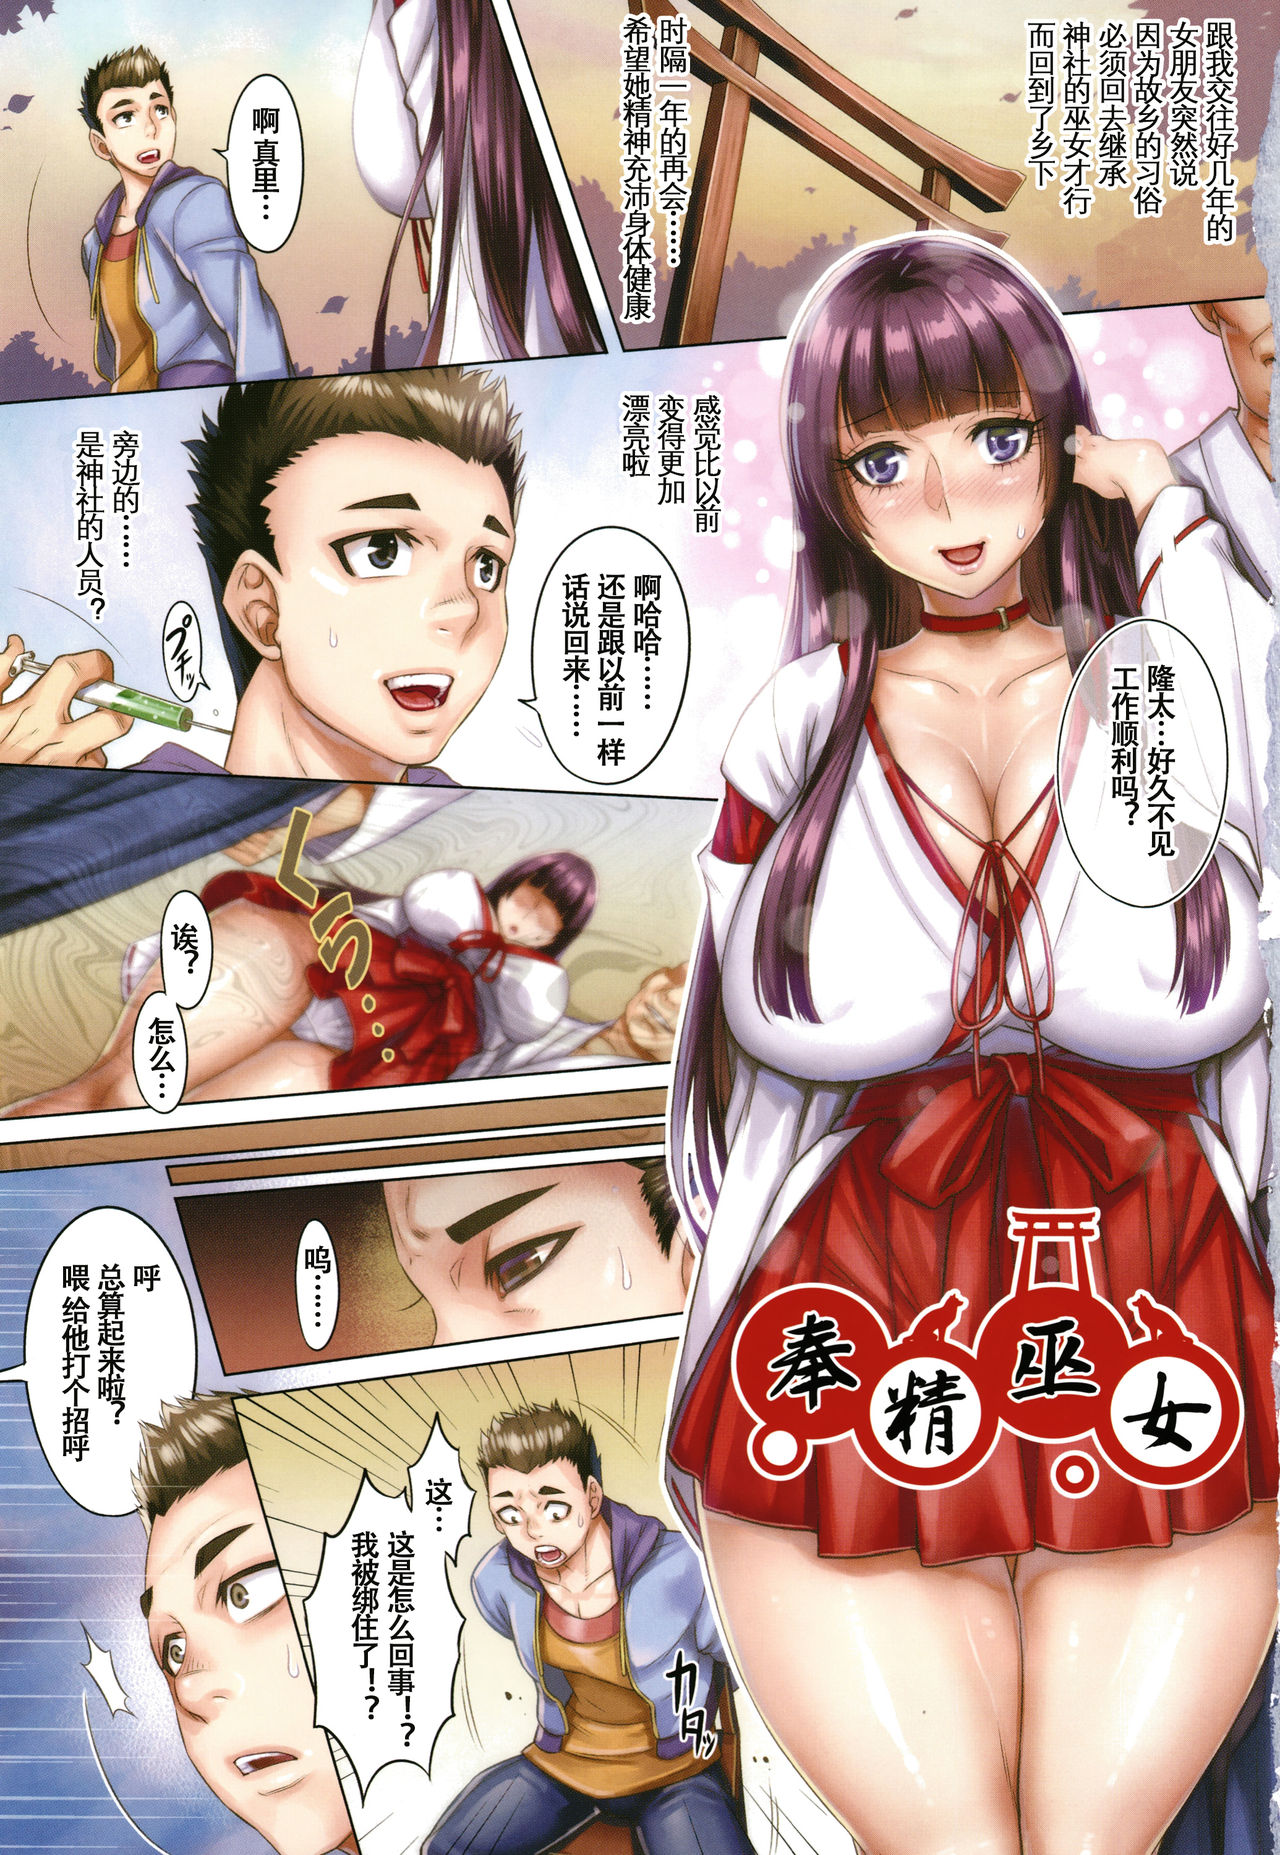 跟我交往好几年的
女朋友突然说
因为故乡的习俗
必须回去继承
神社的巫女才行
而回到了乡下
时隔一年的再会……
希望她精神充沛身体健康
啊真里…
隆太…好久不见
工作顺利吗?
感觉比以前
变得更加
漂亮啦
啊哈哈……
还是跟以前一样
话说回来……
旁边的……
是神社的人员?
プチッ
くら…
诶?
怎么…
奉精巫女
呜……
呼
总算起来啦?
喂给他打个招呼
这…
这是怎么回事!?
我被绑住了!?
カタッ